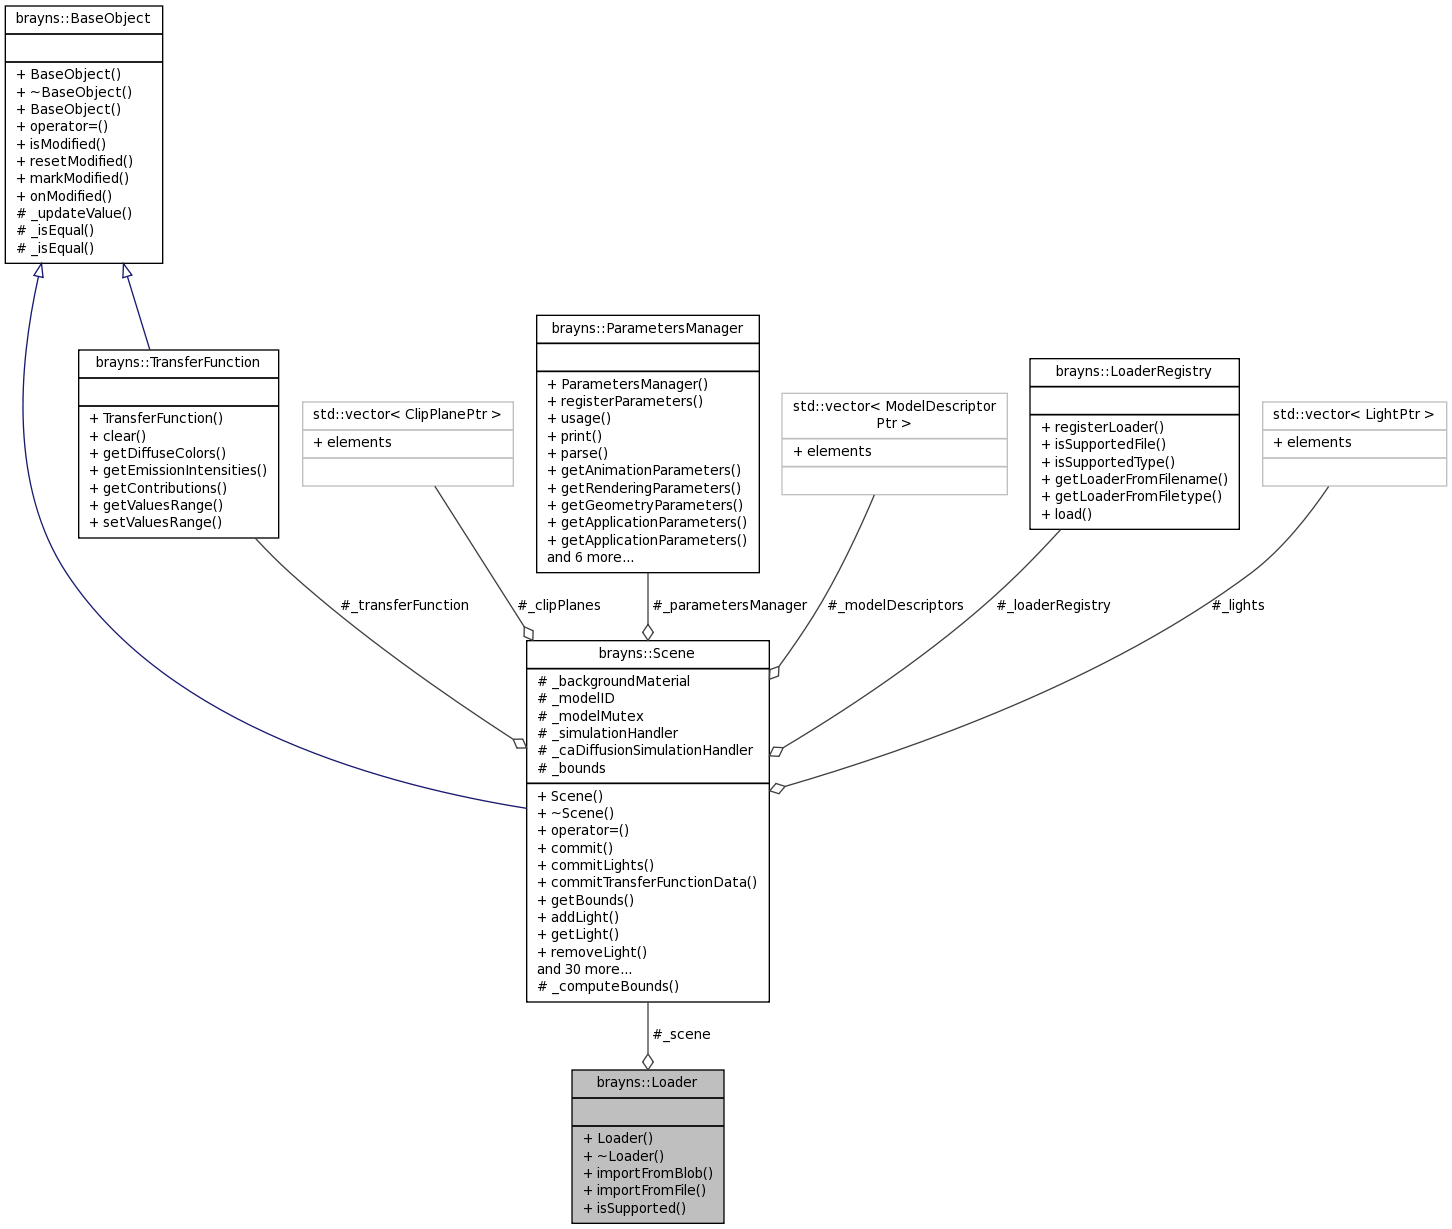 brayns::BaseObject
+ BaseObject()
+ ~BaseObject()
+ BaseObject()
+ operator=()
+ isModified()
+ resetModified()
+ markModified()
+ onModified()
# _updateValue()
# _isEqual()
# _isEqual()
brayns::TransferFunction
+ TransferFunction()
+ clear()
+ getDiffuseColors()
+ getEmissionIntensities()
+ getContributions()
+ getValuesRange()
+ setValuesRange()
std::vector< ClipPlanePtr >
+ elements
brayns::ParametersManager
+ ParametersManager()
+ registerParameters()
+ usage()
+ print()
+ parse()
+ getAnimationParameters()
+ getRenderingParameters()
+ getGeometryParameters()
+ getApplicationParameters()
+ getApplicationParameters()
and 6 more...
std::vector< ModelDescriptor
Ptr >
+ elements
brayns::LoaderRegistry
+ registerLoader()
+ isSupportedFile()
+ isSupportedType()
+ getLoaderFromFilename()
+ getLoaderFromFiletype()
+ load()
std::vector< LightPtr >
+ elements
#_transferFunction
#_clipPlanes
#_parametersManager
#_modelDescriptors
#_loaderRegistry
#_lights
brayns::Scene
# _backgroundMaterial
# _modelID
# _modelMutex
# _simulationHandler
# _caDiffusionSimulationHandler
# _bounds
+ Scene()
+ ~Scene()
+ operator=()
+ commit()
+ commitLights()
+ commitTransferFunctionData()
+ getBounds()
+ addLight()
+ getLight()
+ removeLight()
and 30 more...
# _computeBounds()
#_scene
brayns::Loader
+ Loader()
+ ~Loader()
+ importFromBlob()
+ importFromFile()
+ isSupported()